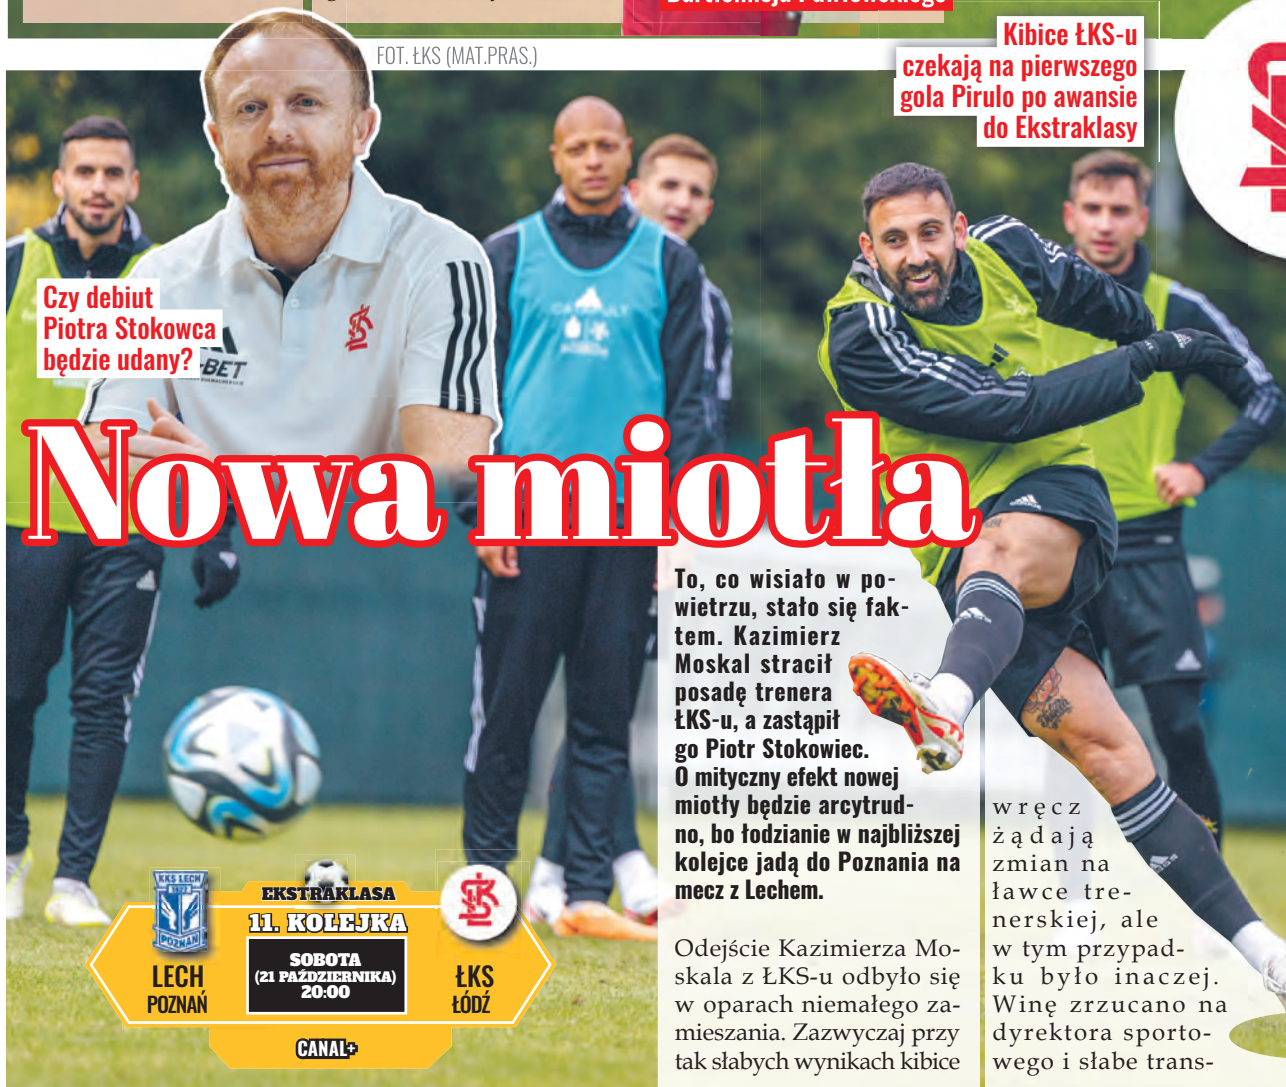 FOT. ŁKS (MAT.PRAS.)
Kibice ŁKS-u
czekają na pierwszego
gola Pirulo po awansie
do Ekstraklasy
Czy debiut
Piotra Stokowca
będzie udany?
Nowa miotła
To, co wisiało w po-
wietrzu, stało się fak-
tem. Kazimierz
Moskal stracił
posadę trenera
ŁKS-u, a zastąpił
go Piotr Stokowiec.
O mityczny efekt nowej
miotły będzie arcytrud-
no, bo łodzianie w najbliższej
kolejce jadą do Poznania na
mecz z Lechem.
Odejście Kazimierza Mo-
skala z ŁKS-u odbyło się
w oparach niemałego za-
mieszania. Zazwyczaj przy
tak słabych wynikach kibice
wręcz
żądają
zmian na
ławce tre-
nerskiej, ale
w tym przypad-
ku było inaczej.
Winę zrzucano na
dyrektora sporto-
wego i słabe trans-
KKS LECH
1922
POZNAŃ
LECH
POZNAŃ
EKSTRAKLASA
11. KOLEJKA
SOBOTA
(21 PAŹDZIERNIKA)
20:00
ŁKS
ŁÓDŹ
CANAL+